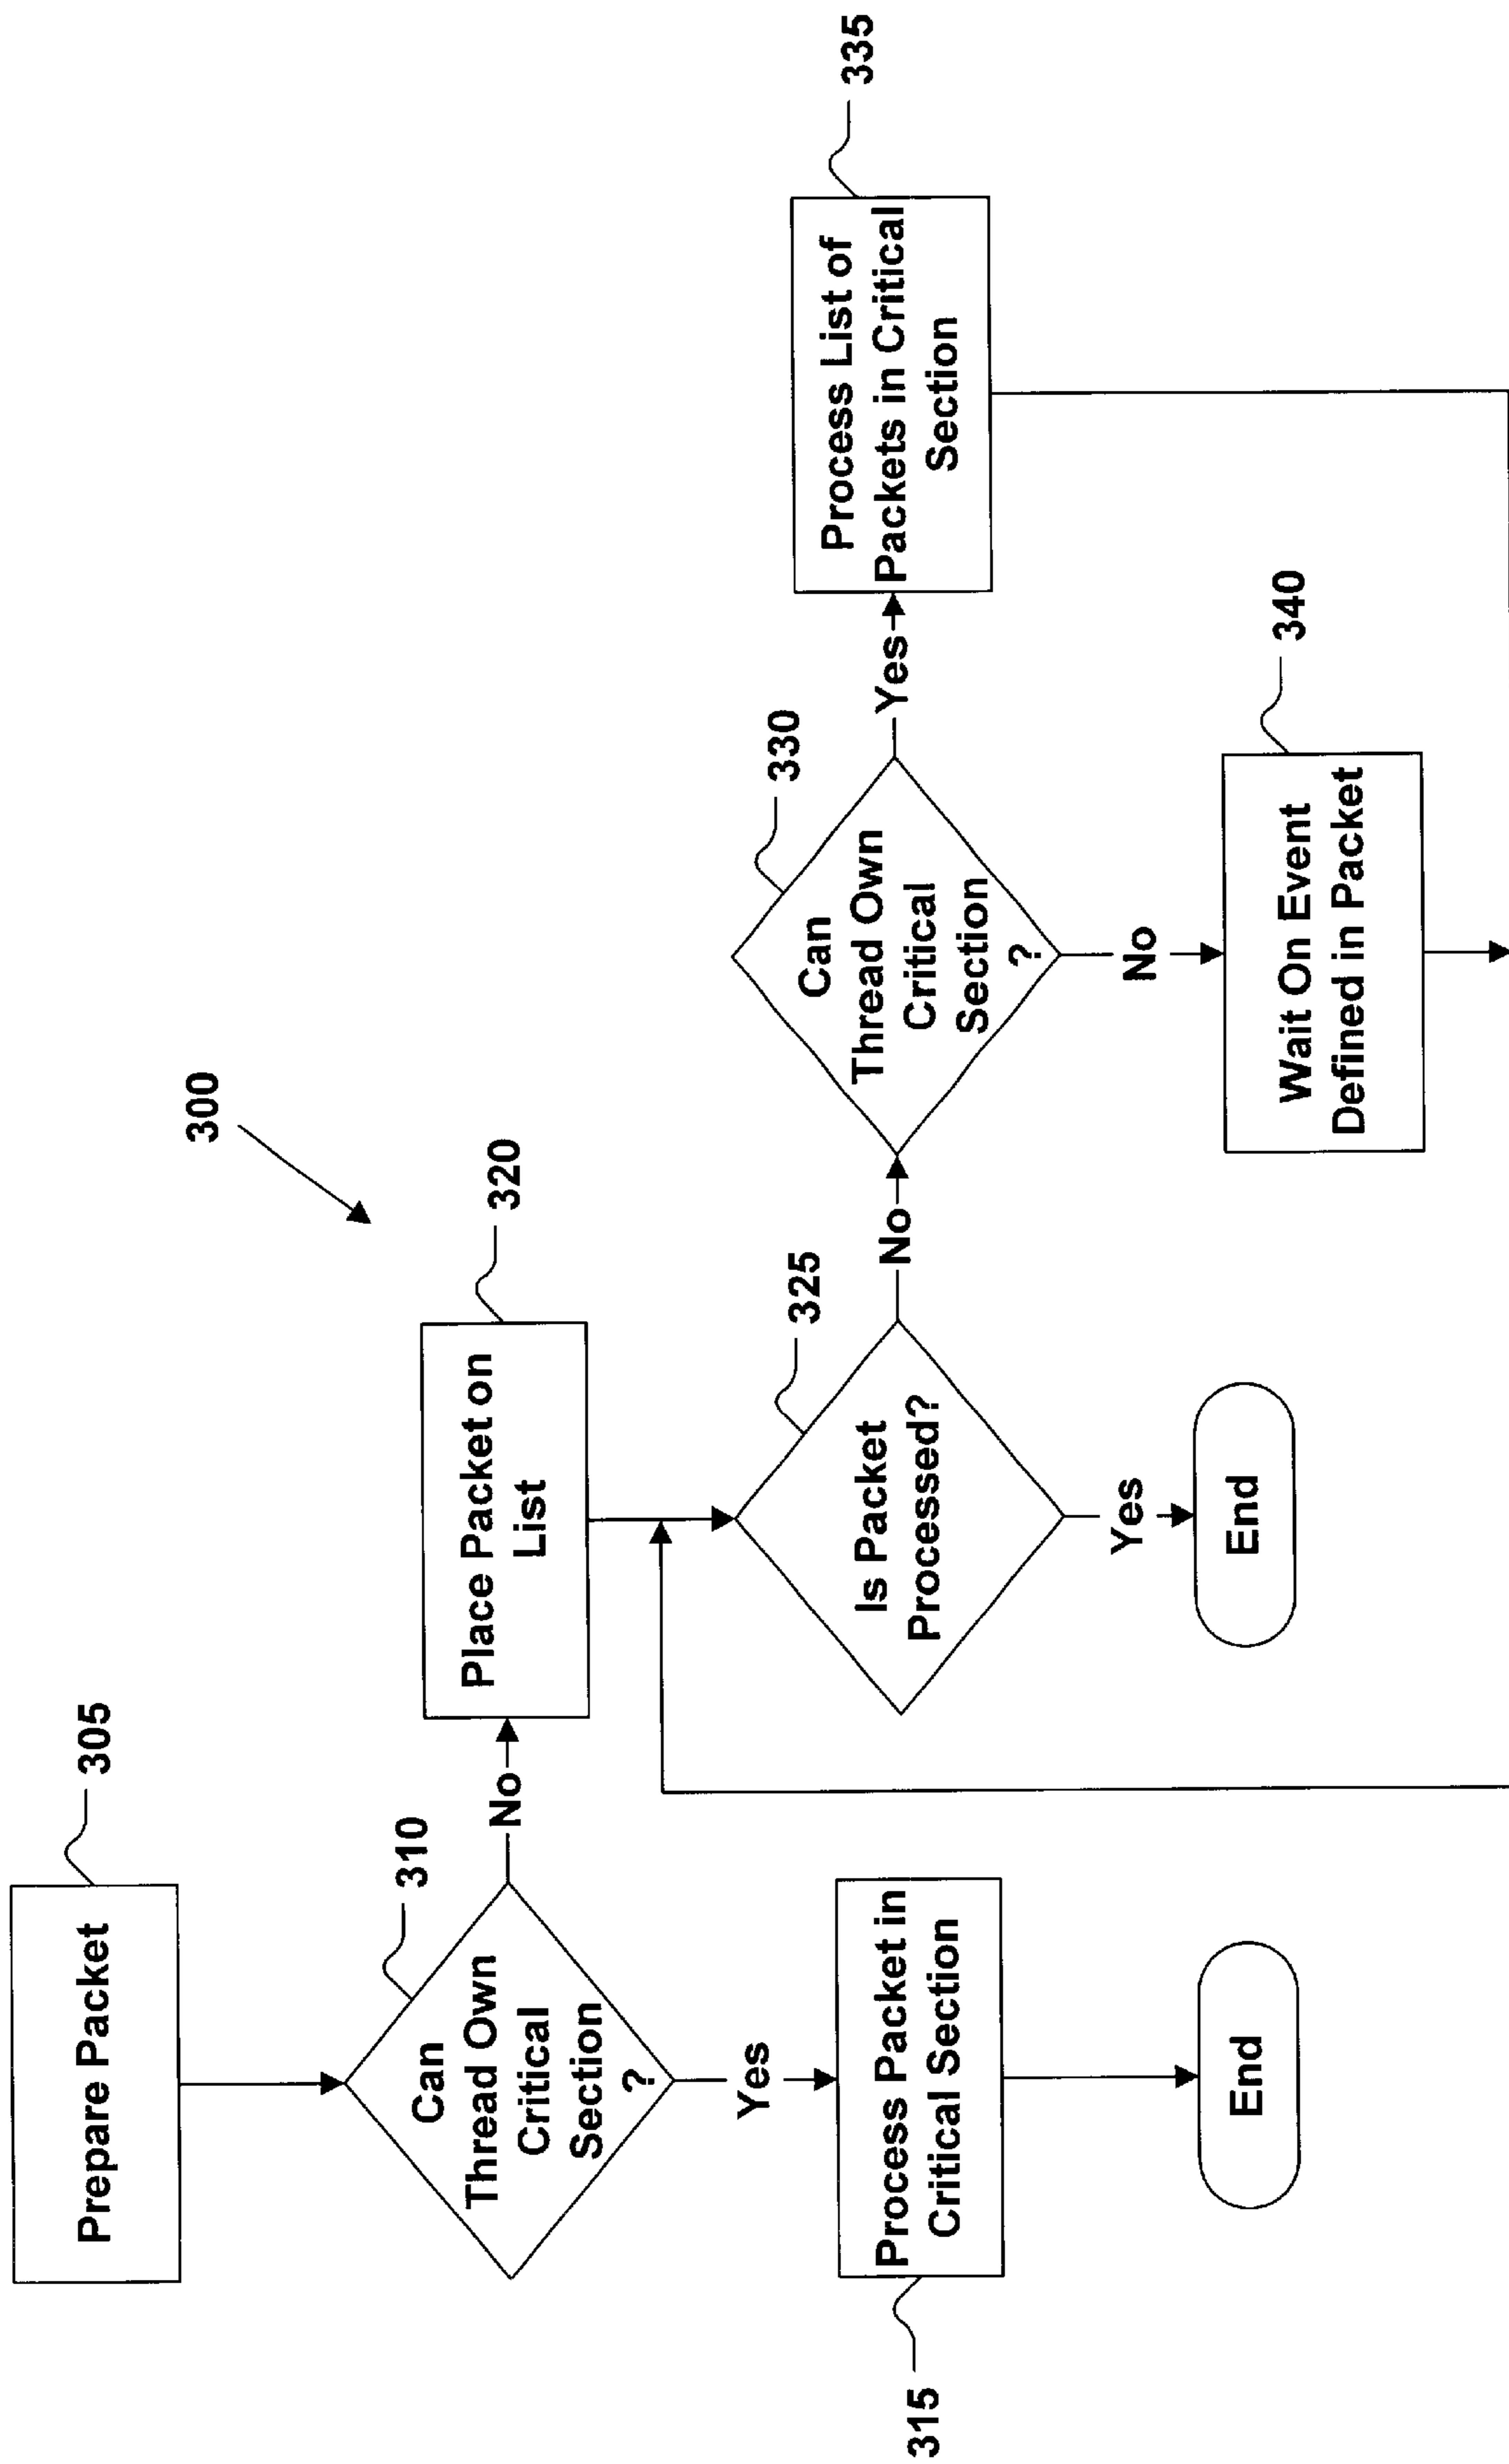 300
Prepare Packet
305
Can
Thread Own
Critical
Section
?
310
No
Yes
Process Packet in
Critical Section
315
End
Place Packet on
List
320
Is Packet
Processed?
325
No
Yes
End
Can
Thread Own
Critical
Section
?
330
Yes
No
Process List of
Packets in Critical
Section
335
Wait On Event
Defined in Packet
340